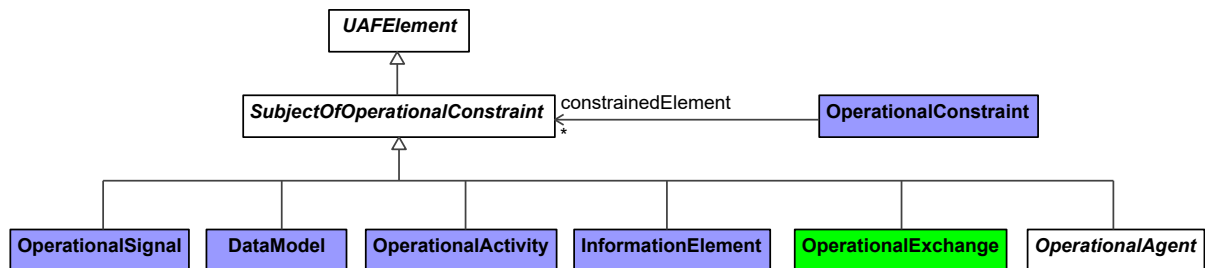 UAFElement
SubjectOfOperationalConstraint
constrainedElement
*
OperationalConstraint
OperationalSignal
DataModel
OperationalActivity
InformationElement
OperationalExchange
OperationalAgent